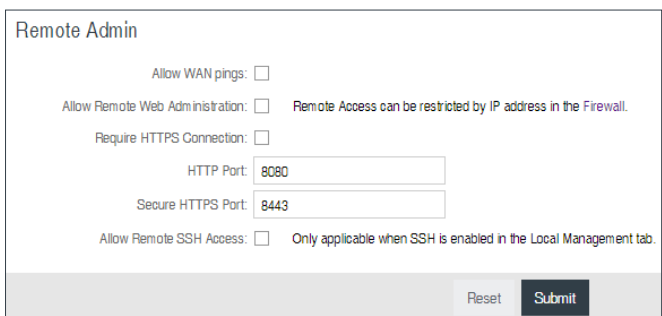 Remote Admin
Allow WAN pings:
Allow Remote Web Administration: Remote Access can be restricted by IP address in the Firewall.
Require HTTPS Connection:
HTTP Port: 8080
Secure HTTPS Port: 8443
Allow Remote SSH Access: Only applicable when SSH is enabled in the Local Management tab.
Reset Submit